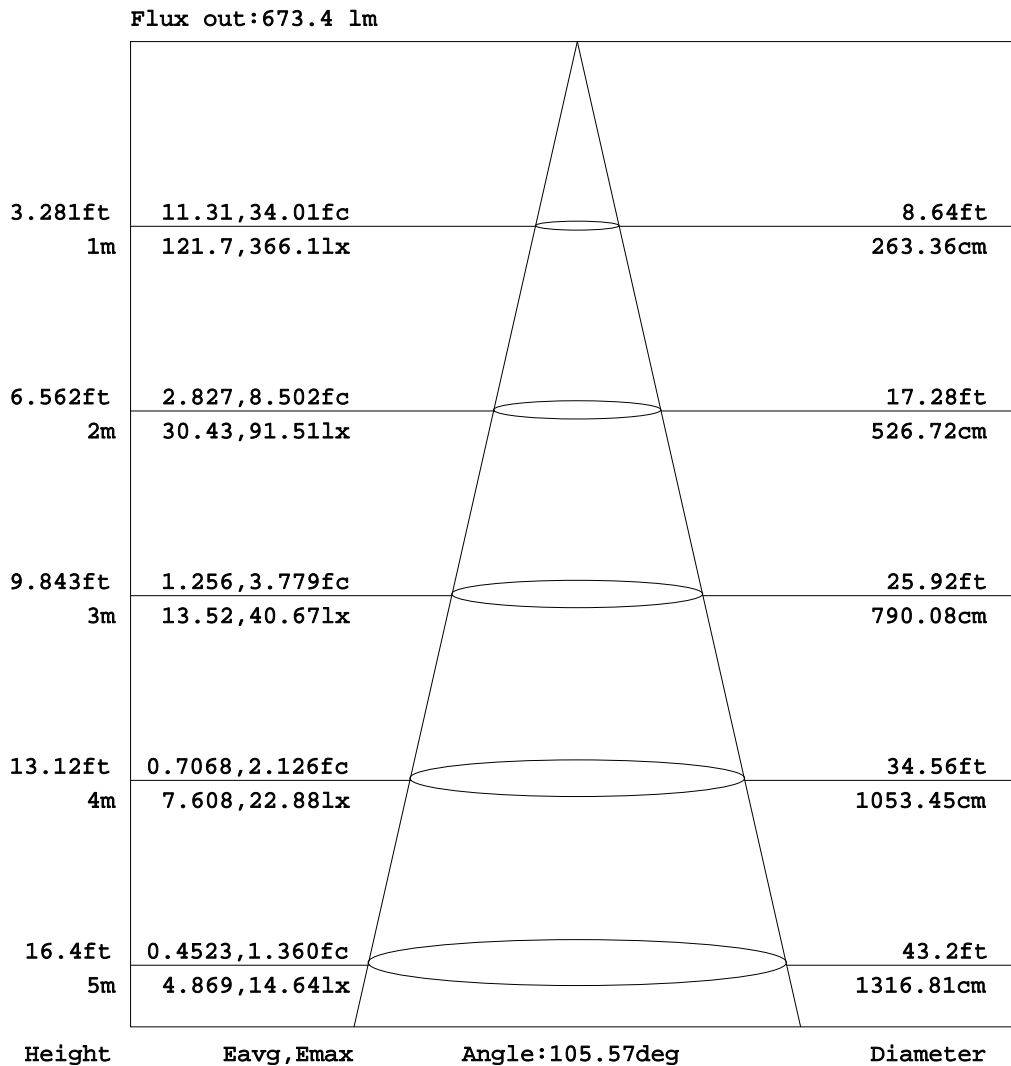 Flux out:673.4 lm
3.281ft 11.31,34.01fc 8.64ft
1m 121.7,366.1lx 263.36cm
6.562ft 2.827,8.502fc 17.28ft
2m 30.43,91.51lx 526.72cm
9.843ft 1.256,3.779fc 25.92ft
3m 13.52,40.67lx 790.08cm
13.12ft 0.7068,2.126fc 34.56ft
4m 7.608,22.88lx 1053.45cm
16.4ft 0.4523,1.360fc 43.2ft
5m 4.869,14.64lx 1316.81cm
Height Eavg,Emax Angle:105.57deg Diameter